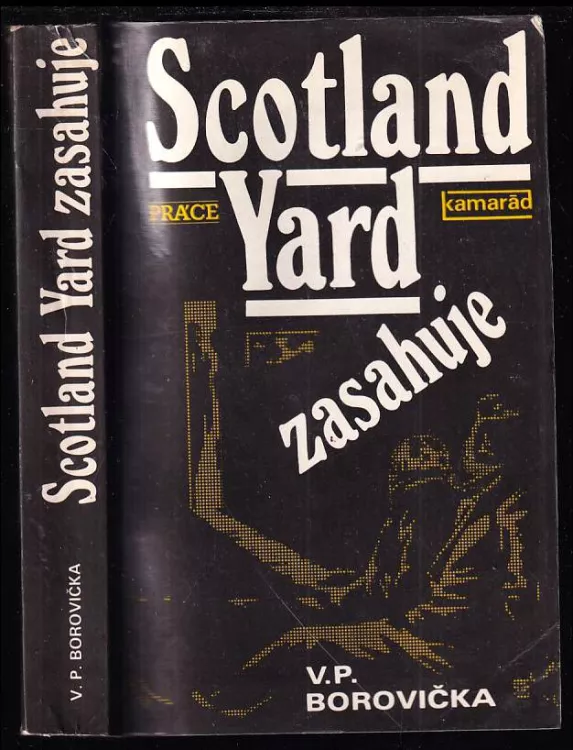 Scotland Yard zasahuje
V. P. BOROVIČKA
Scotland
Yard
PRÁCE
kamarád
zasahuje
V.P.
BOROVIČKA